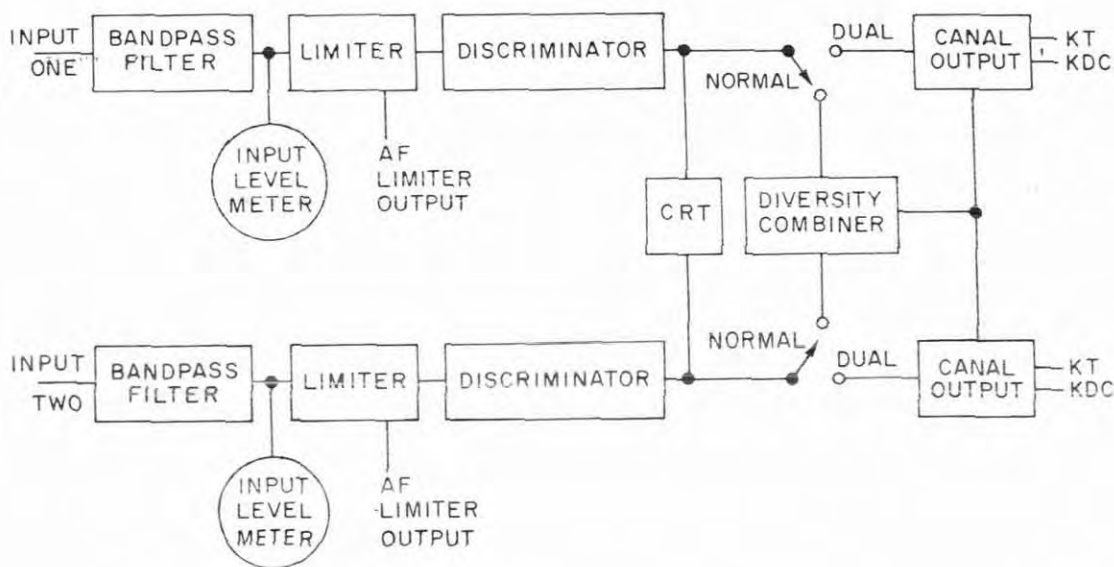 INPUT
ONE
BANDPASS
FILTER
LIMITER
DISCRIMINATOR
DUAL
CANAL
OUTPUT
KT
KDC
NORMAL
INPUT
LEVEL
METER
AF
LIMITER
OUTPUT
CRT
DIVERSITY
COMBINER
INPUT
TWO
BANDPASS
FILTER
LIMITER
DISCRIMINATOR
NORMAL
DUAL
CANAL
OUTPUT
KT
KDC
INPUT
LEVEL
METER
AF
LIMITER
OUTPUT